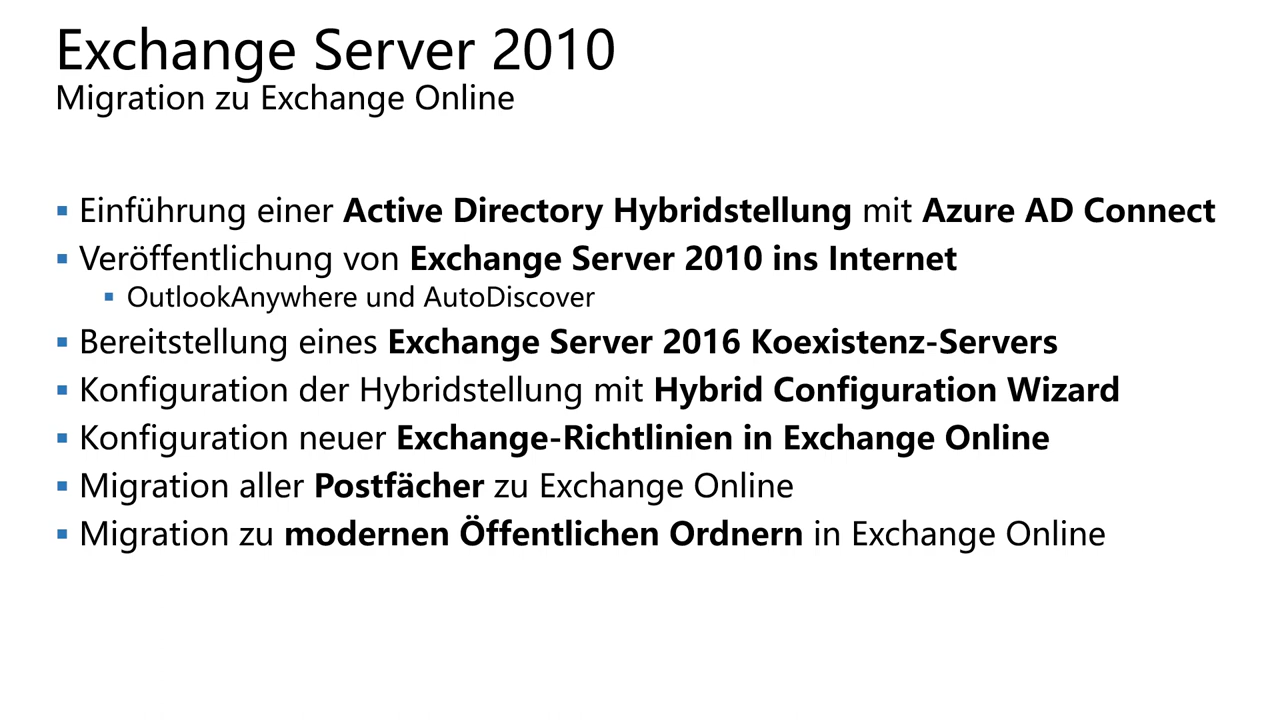 Exchange Server 2010
Migration zu Exchange Online
Einführung einer Active Directory Hybridstellung mit Azure AD Connect
Veröffentlichung von Exchange Server 2010 ins Internet
OutlookAnywhere und AutoDiscover
Bereitstellung eines Exchange Server 2016 Koexistenz-Servers
Konfiguration der Hybridstellung mit Hybrid Configuration Wizard
Konfiguration neuer Exchange-Richtlinien in Exchange Online
Migration aller Postfächer zu Exchange Online
Migration zu modernen Öffentlichen Ordnern in Exchange Online